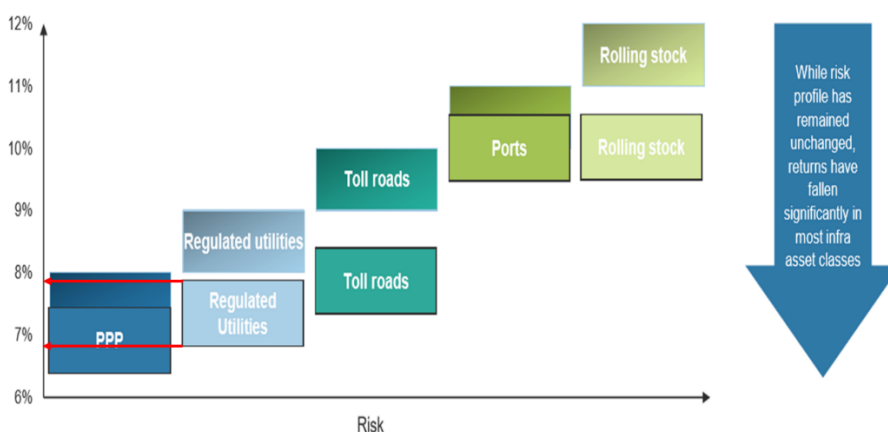 12%
11%
10%
9%
8%
7%
6%
Rolling stock
Ports
Rolling stock
Toll roads
Regulated utilities
Toll roads
Regulated
Utilities
PPP
Risk
While risk
profile has
remained
unchanged,
returns have
fallen
significantly in
most infra
asset classes